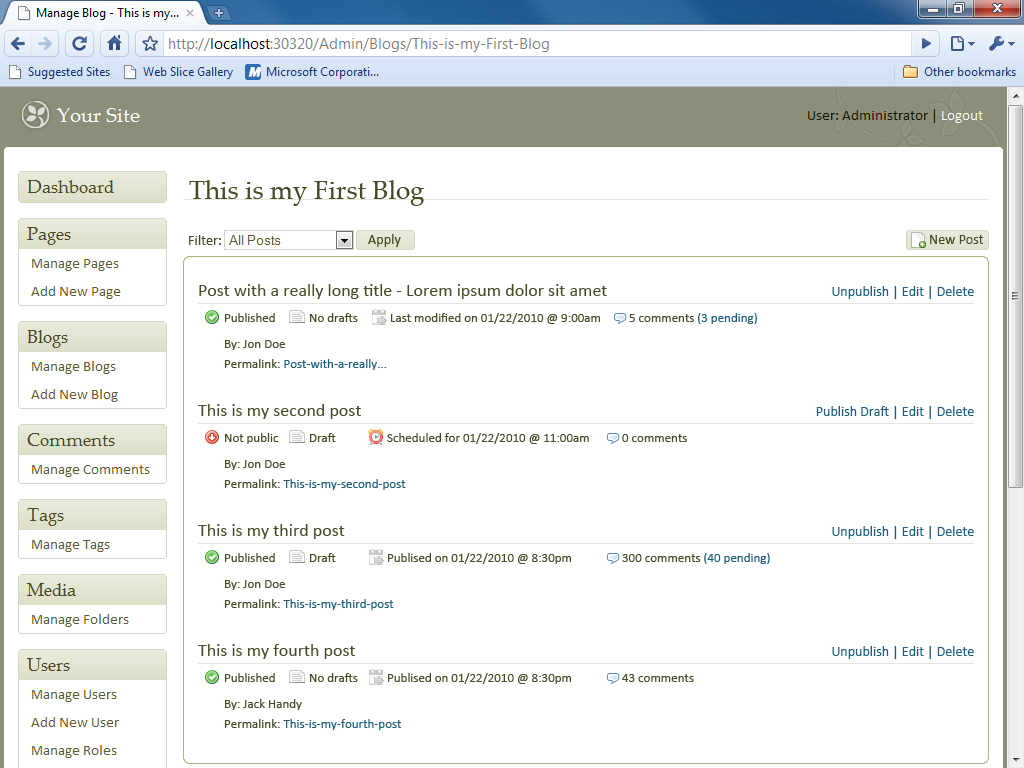 Manage Blog - This is my...
http://localhost:30320/Admin/Blogs/This-is-my-First-Blog
Suggested Sites Web Slice Gallery Microsoft Corporati... Other bookmarks
Your Site
User: Administrator | Logout
Dashboard
Pages
Manage Pages
Add New Page
Blogs
Manage Blogs
Add New Blog
Comments
Manage Comments
Tags
Manage Tags
Media
Manage Folders
Users
Manage Users
Add New User
Manage Roles
This is my First Blog
Filter: All Posts Apply New Post
Post with a really long title - Lorem ipsum dolor sit amet Unpublish | Edit | Delete
Published No drafts Last modified on 01/22/2010 @ 9:00am 5 comments (3 pending)
By: Jon Doe
Permalink: Post-with-a-really...
This is my second post Publish Draft | Edit | Delete
Not public Draft Scheduled for 01/22/2010 @ 11:00am 0 comments
By: Jon Doe
Permalink: This-is-my-second-post
This is my third post Unpublish | Edit | Delete
Published Draft Publised on 01/22/2010 @ 8:30pm 300 comments (40 pending)
By: Jon Doe
Permalink: This-is-my-third-post
This is my fourth post Unpublish | Edit | Delete
Published No drafts Publised on 01/22/2010 @ 8:30pm 43 comments
By: Jack Handy
Permalink: This-is-my-fourth-post